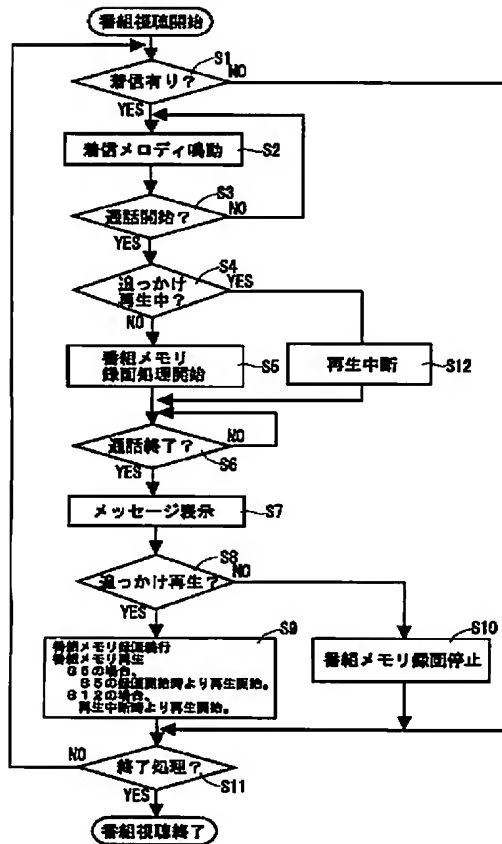 番組視聴開始
S1
着信有り?
NO
YES
着信メロディ鳴動
S2
S3
通話開始?
NO
YES
S4
追っかけ
再生中?
YES
NO
番組メモリ
録画処理開始
S5
再生中断
S12
通話終了?
NO
YES
S6
メッセージ表示
S7
S8
追っかけ再生?
NO
YES
S9
番組メモリ録画続行
番組メモリ再生
S5の場合、
S5の録画開始時より再生開始。
S12の場合、
再生中断時より再生開始。
S10
番組メモリ録画停止
NO
終了処理?
YES
S11
番組視聴終了